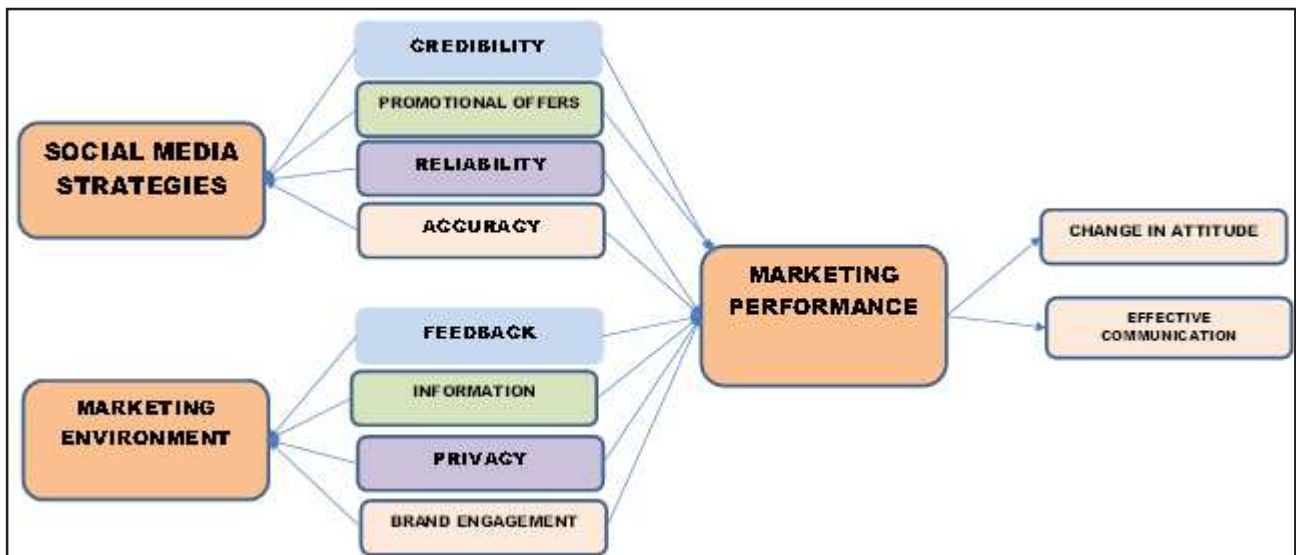 CREDIBILITY
PROMOTIONAL OFFERS
SOCIAL MEDIA
STRATEGIES
RELIABILITY
ACCURACY
MARKETING
PERFORMANCE
CHANGE IN ATTITUDE
EFFECTIVE
COMMUNICATION
FEEDBACK
INFORMATION
MARKETING
ENVIRONMENT
PRIVACY
BRAND ENGAGEMENT